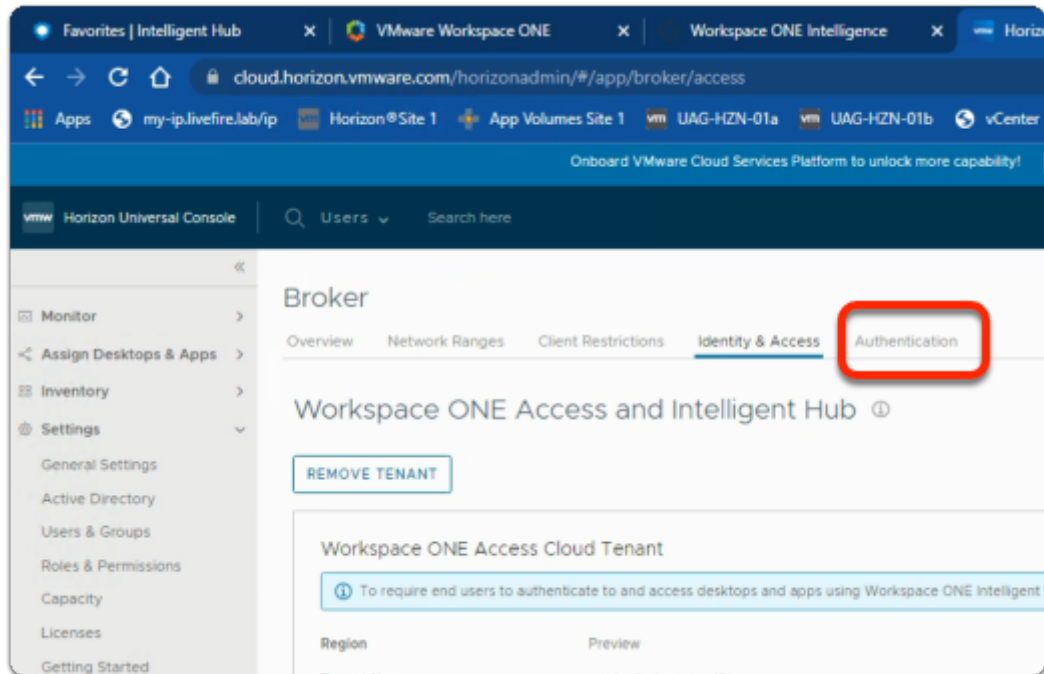 Favorites | Intelligent Hub
VMware Workspace ONE
Workspace ONE Intelligence
cloud.horizon.vmware.com/horizonadmin/#/app/broker/access
Apps my-ip.livefire.lab/ip Horizon® Site 1 App Volumes Site 1 UAG-HZN-01a UAG-HZN-01b vCenter
Onboard VMware Cloud Services Platform to unlock more capability!
vmw Horizon Universal Console Users Search here
Monitor
Assign Desktops & Apps
Inventory
Settings
General Settings
Active Directory
Users & Groups
Roles & Permissions
Capacity
Licenses
Getting Started
Broker
Overview Network Ranges Client Restrictions Identity & Access Authentication
Workspace ONE Access and Intelligent Hub
REMOVE TENANT
Workspace ONE Access Cloud Tenant
To require end users to authenticate to and access desktops and apps using Workspace ONE Intelligent
Region Preview